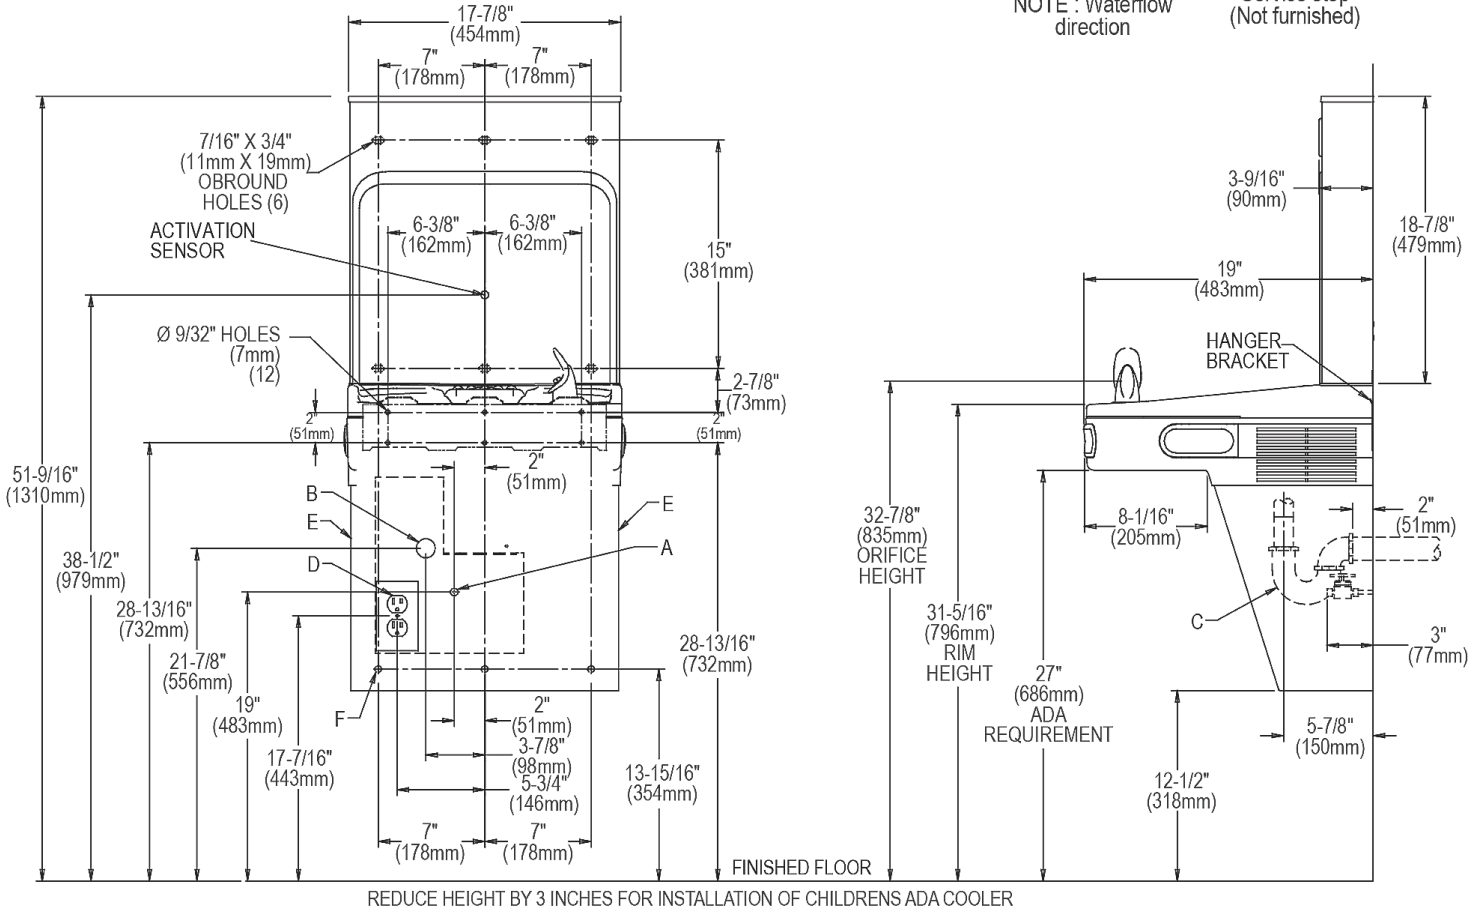 17-7/8"
(454mm)
7"
(178mm)
7"
(178mm)
NOTE : Waterflow
direction
(Not furnished)
7/16" X 3/4"
(11mm X 19mm)
OBROUND
HOLES (6)
ACTIVATION
SENSOR
6-3/8"
(162mm)
6-3/8"
(162mm)
15"
(381mm)
Ø 9/32" HOLES
(7mm)
(12)
2-7/8"
(73mm)
2"
(51mm)
2"
(51mm)
2"
(51mm)
51-9/16"
(1310mm)
38-1/2"
(979mm)
28-13/16"
(732mm)
21-7/8"
(556mm)
19"
(483mm)
17-7/16"
(443mm)
B
E
D
E
A
F
28-13/16"
(732mm)
2"
(51mm)
3-7/8"
(98mm)
5-3/4"
(146mm)
13-15/16"
(354mm)
7"
(178mm)
7"
(178mm)
3-9/16"
(90mm)
18-7/8"
(479mm)
19"
(483mm)
HANGER
BRACKET
32-7/8"
(835mm)
ORIFICE
HEIGHT
8-1/16"
(205mm)
2"
(51mm)
31-5/16"
(796mm)
RIM
HEIGHT
C
3"
(77mm)
27"
(686mm)
ADA
REQUIREMENT
5-7/8"
(150mm)
12-1/2"
(318mm)
FINISHED FLOOR
REDUCE HEIGHT BY 3 INCHES FOR INSTALLATION OF CHILDRENS ADA COOLER